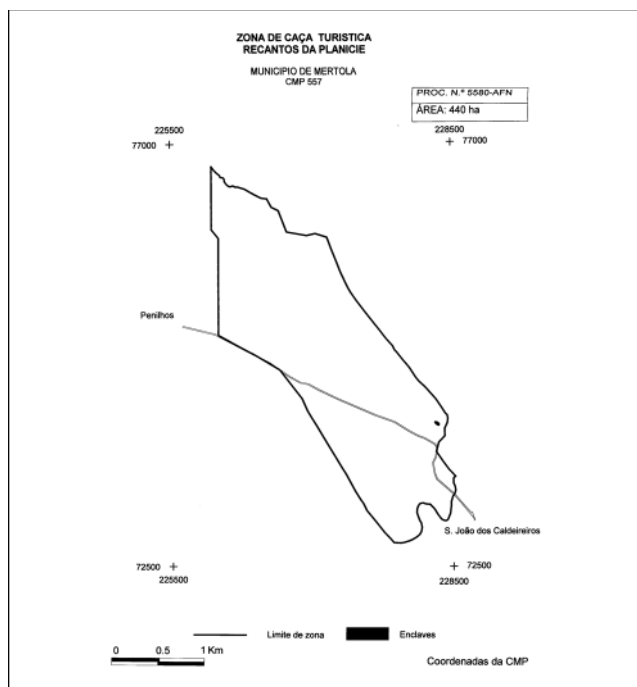 ZONA DE CAÇA TURISTICA
RECANTOS DA PLANICIE
MUNICIPIO DE MERTOLA
CMP 557
PROC. N.º 5580-AFN
ÁREA: 440 ha
225500
77000
228500
77000
Penilhos
S. João dos Caldeireiros
72500
225500
72500
228500
Limite de zona
Enclaves
0 0.5 1 Km
Coordenadas da CMP